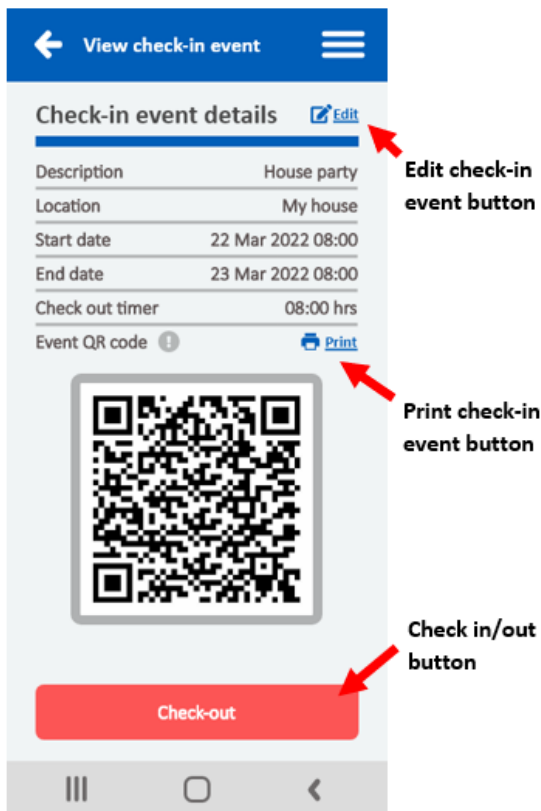 View check-in event
Check-in event details Edit
Edit check-in
event button
Description House party
Location My house
Start date 22 Mar 2022 08:00
End date 23 Mar 2022 08:00
Check out timer 08:00 hrs
Event QR code ! Print
Print check-in
event button
Check in/out
button
Check-out